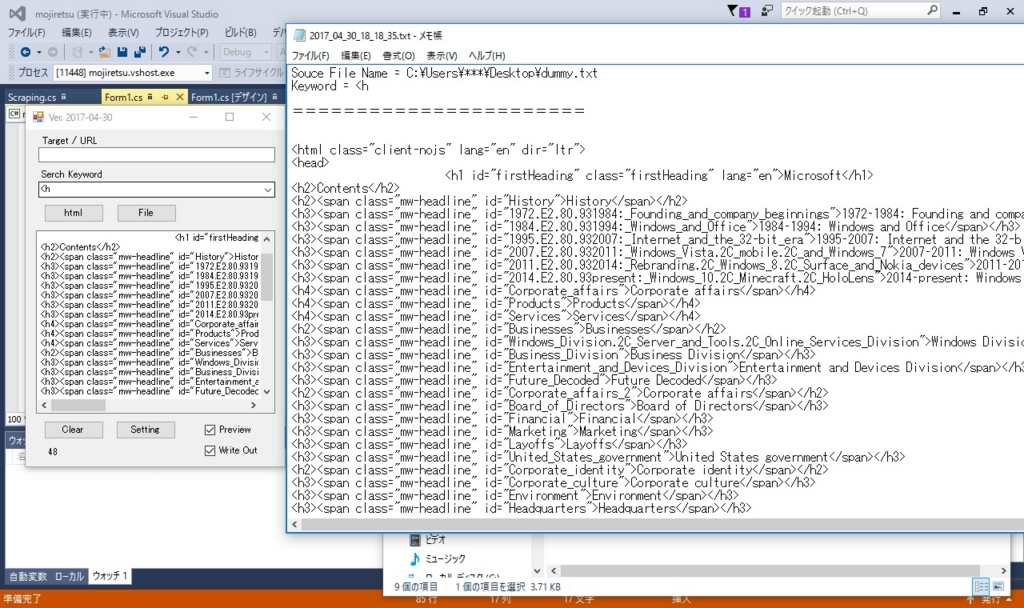 mojiretsu (実行中) - Microsoft Visual Studio
1
クイック起動 (Ctrl+Q)
ファイル(F) 編集(E) 表示(V) プロジェクト(P) ビルド(B)
Debug
プロセス [11448] mojiretsu.vshost.exe ライフサイクル
Scraping.cs Form1.cs Form1.cs [デザイン]
Ver. 2017-04-30
Target / URL
Serch Keyword
<h
html File
<h1 id="firstHeading
<h2>Contents</h2>
<h2><span class="mw-headline" id="History">Histor
<h3><span class="mw-headline" id="1972.E2.80.9319
<h3><span class="mw-headline" id="1984.E2.80.9319
<h3><span class="mw-headline" id="1995.E2.80.9320
<h3><span class="mw-headline" id="2007.E2.80.9320
<h3><span class="mw-headline" id="2011.E2.80.9320
<h3><span class="mw-headline" id="2014.E2.80.93pr
<h4><span class="mw-headline" id="Corporate_affair
<h4><span class="mw-headline" id="Products">Prod
<h4><span class="mw-headline" id="Services">Serv
<h2><span class="mw-headline" id="Businesses">B
<h3><span class="mw-headline" id="Windows_Divisi
<h3><span class="mw-headline" id="Business_Divisi
<h3><span class="mw-headline" id="Entertainment_a
<h3><span class="mw-headline" id="Future_Decoded
Clear Setting Preview
48 Write Out
100
2017_04_30_18_18_35.txt - メモ帳
ファイル(F) 編集(E) 書式(O) 表示(V) ヘルプ(H)
Souce File Name = C:\Users\***\Desktop\dummy.txt
Keyword = <h
========================
<html class="client-nojs" lang="en" dir="ltr">
<head>
<h1 id="firstHeading" class="firstHeading" lang="en">Microsoft</h1>
<h2>Contents</h2>
<h2><span class="mw-headline" id="History">History</span></h2>
<h3><span class="mw-headline" id="1972.E2.80.931984:_Founding_and_company_beginnings">1972-1984: Founding and compa
<h3><span class="mw-headline" id="1984.E2.80.931994:_Windows_and_Office">1984-1994: Windows and Office</span></h3>
<h3><span class="mw-headline" id="1995.E2.80.932007:_Internet_and_the_32-bit_era">1995-2007: Internet and the 32-b
<h3><span class="mw-headline" id="2007.E2.80.932011:_Windows_Vista.2C_mobile.2C_and_Windows_7">2007-2011: Windows V
<h3><span class="mw-headline" id="2011.E2.80.932014:_Rebranding.2C_Windows_8.2C_Surface_and_Nokia_devices">2011-201
<h3><span class="mw-headline" id="2014.E2.80.93present:_Windows_10.2C_Minecraft.2C_HoloLens">2014-present: Windows
<h4><span class="mw-headline" id="Corporate_affairs">Corporate affairs</span></h4>
<h4><span class="mw-headline" id="Products">Products</span></h4>
<h4><span class="mw-headline" id="Services">Services</span></h4>
<h2><span class="mw-headline" id="Businesses">Businesses</span></h2>
<h3><span class="mw-headline" id="Windows_Division.2C_Server_and_Tools.2C_Online_Services_Division">Windows Divisio
<h3><span class="mw-headline" id="Business_Division">Business Division</span></h3>
<h3><span class="mw-headline" id="Entertainment_and_Devices_Division">Entertainment and Devices Division</span></h3
<h3><span class="mw-headline" id="Future_Decoded">Future Decoded</span></h3>
<h2><span class="mw-headline" id="Corporate_affairs_2">Corporate affairs</span></h2>
<h3><span class="mw-headline" id="Board_of_Directors">Board of Directors</span></h3>
<h3><span class="mw-headline" id="Financial">Financial</span></h3>
<h3><span class="mw-headline" id="Marketing">Marketing</span></h3>
<h3><span class="mw-headline" id="Layoffs">Layoffs</span></h3>
<h3><span class="mw-headline" id="United_States_government">United States government</span></h3>
<h2><span class="mw-headline" id="Corporate_identity">Corporate identity</span></h2>
<h3><span class="mw-headline" id="Corporate_culture">Corporate culture</span></h3>
<h3><span class="mw-headline" id="Environment">Environment</span></h3>
<h3><span class="mw-headline" id="Headquarters">Headquarters</span></h3>
ビデオ
ミュージック
9 個の項目 1 個の項目を選択 3.71 KB
自動変数 ローカル ウォッチ 1
準備完了 85 行 17 列 17 文字 挿入 発行